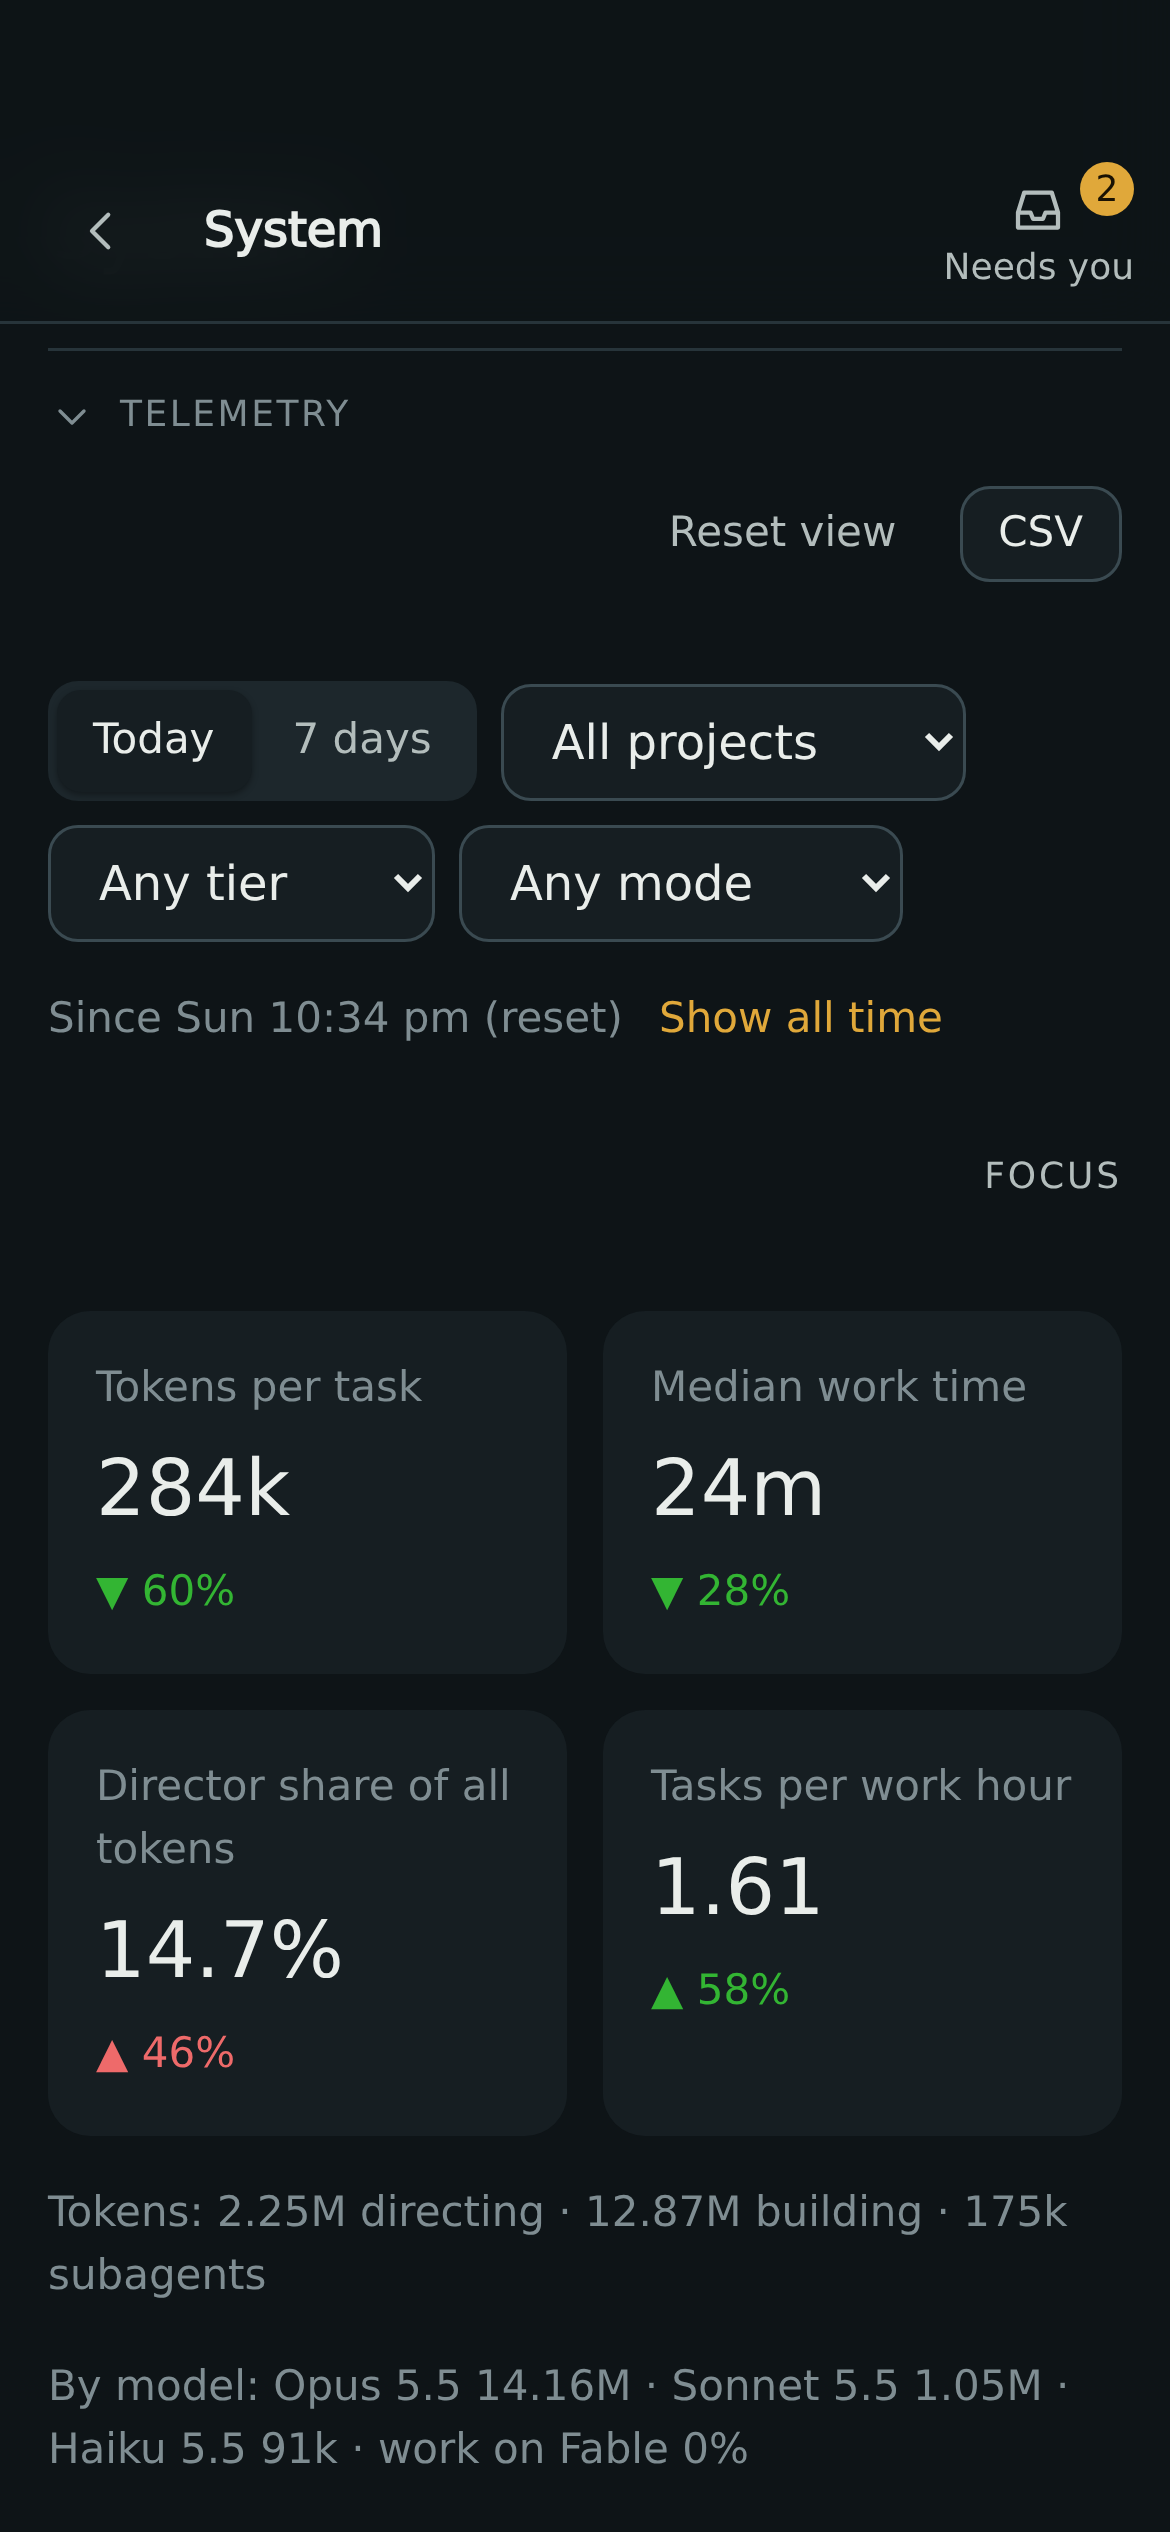 System
2
Needs you
TELEMETRY
Reset view
CSV
Today
7 days
All projects
Any tier
Any mode
Since Sun 10:34 pm (reset) Show all time
FOCUS
Tokens per task
284k
▼ 60%
Median work time
24m
▼ 28%
Director share of all
tokens
14.7%
▲ 46%
Tasks per work hour
1.61
▲ 58%
Tokens: 2.25M directing · 12.87M building · 175k
subagents
By model: Opus 5.5 14.16M · Sonnet 5.5 1.05M ·
Haiku 5.5 91k · work on Fable 0%